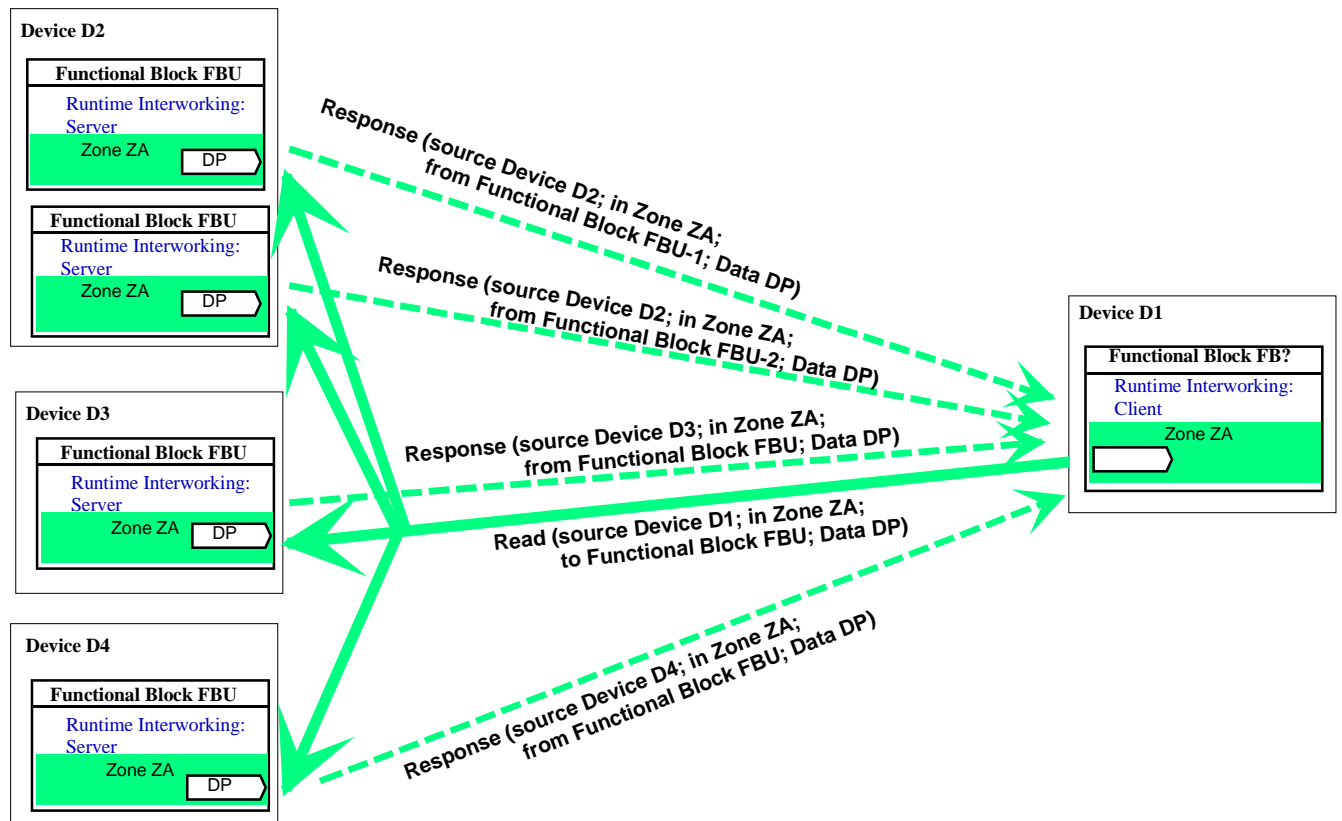 Device D2
Functional Block FBU
Runtime Interworking:
Server
Zone ZA
DP
Functional Block FBU
Runtime Interworking:
Server
Zone ZA
DP
Device D3
Functional Block FBU
Runtime Interworking:
Server
Zone ZA
DP
Device D4
Functional Block FBU
Runtime Interworking:
Server
Zone ZA
DP
Response (source Device D2; in Zone ZA;
from Functional Block FBU-1; Data DP)
Response (source Device D2; in Zone ZA;
from Functional Block FBU-2; Data DP)
Response (source Device D3; in Zone ZA;
from Functional Block FBU; Data DP)
Read (source Device D1; in Zone ZA;
to Functional Block FBU; Data DP)
Response (source Device D4; in Zone ZA;
from Functional Block FBU; Data DP)
Device D1
Functional Block FB?
Runtime Interworking:
Client
Zone ZA